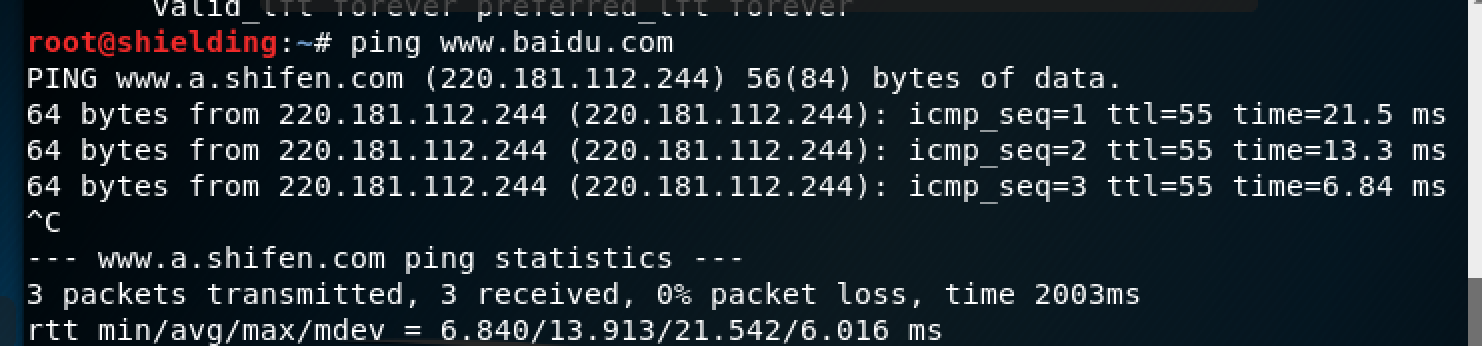 valid_lft forever preferred_lft forever
root@shielding:~# ping www.baidu.com
PING www.a.shifen.com (220.181.112.244) 56(84) bytes of data.
64 bytes from 220.181.112.244 (220.181.112.244): icmp_seq=1 ttl=55 time=21.5 ms
64 bytes from 220.181.112.244 (220.181.112.244): icmp_seq=2 ttl=55 time=13.3 ms
64 bytes from 220.181.112.244 (220.181.112.244): icmp_seq=3 ttl=55 time=6.84 ms
^C
--- www.a.shifen.com ping statistics ---
3 packets transmitted, 3 received, 0% packet loss, time 2003ms
rtt min/avg/max/mdev = 6.840/13.913/21.542/6.016 ms